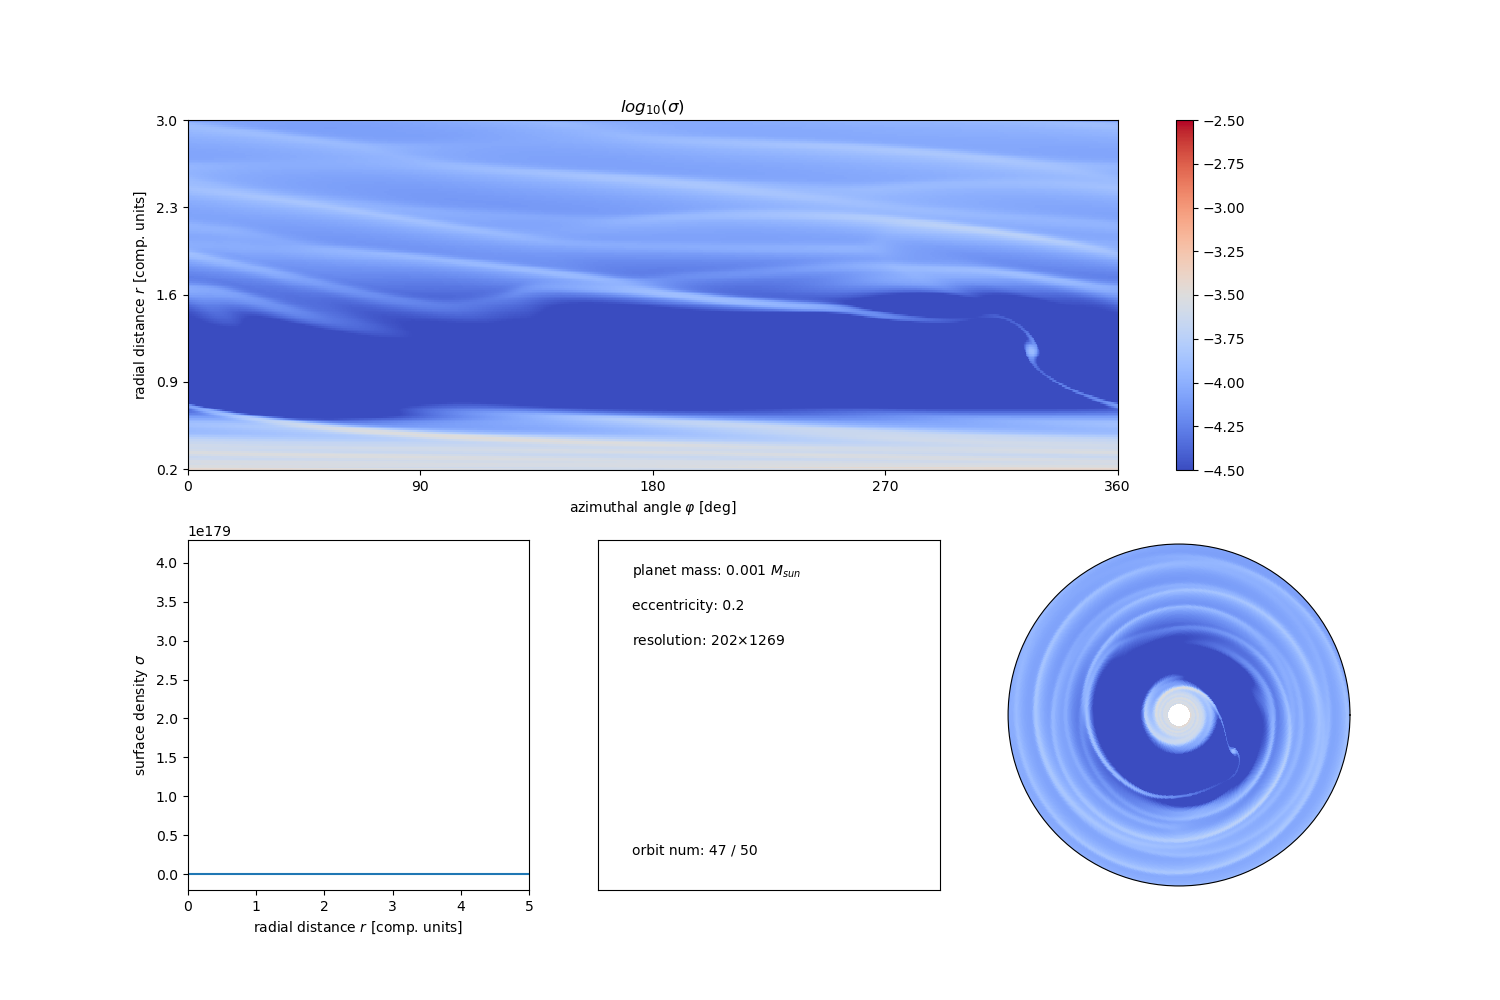 log10(σ)
3.0
2.3
1.6
0.9
0.2
radial distance r [comp. units]
0 90 180 270 360
azimuthal angle φ [deg]
−2.50
−2.75
−3.00
−3.25
−3.50
−3.75
−4.00
−4.25
−4.50
1e179
4.0
3.5
3.0
2.5
2.0
1.5
1.0
0.5
0.0
surface density σ
0 1 2 3 4 5
radial distance r [comp. units]
planet mass: 0.001 Msun
eccentricity: 0.2
resolution: 202×1269
orbit num: 47 / 50